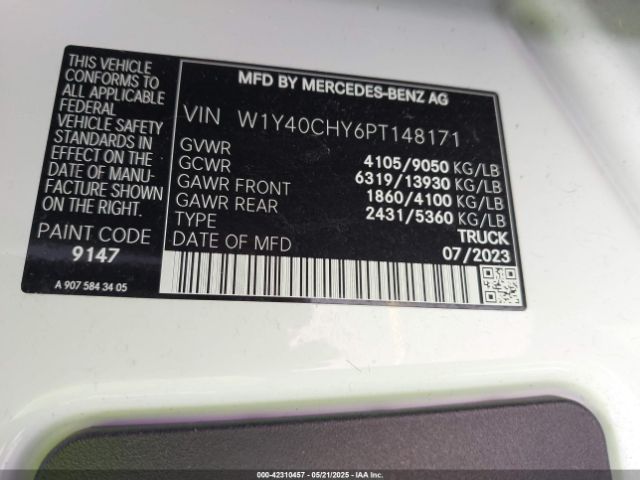 THIS VEHICLE
CONFORMS TO
ALL APPLICABLE
FEDERAL
VEHICLE SAFETY
STANDARDS IN
EFFECT ON THE
DATE OF MANU-
FACTURE SHOWN
ON THE RIGHT.
PAINT CODE
9147
A 907 584 34 05
MFD BY MERCEDES-BENZ AG
VIN W1Y40CHY6PT148171
GVWR 4105/9050 KG/LB
GCWR 6319/13930 KG/LB
GAWR FRONT 1860/4100 KG/LB
GAWR REAR 2431/5360 KG/LB
TYPE TRUCK
DATE OF MFD 07/2023
000-42310457 - 05/21/2025 - IAAI.COM